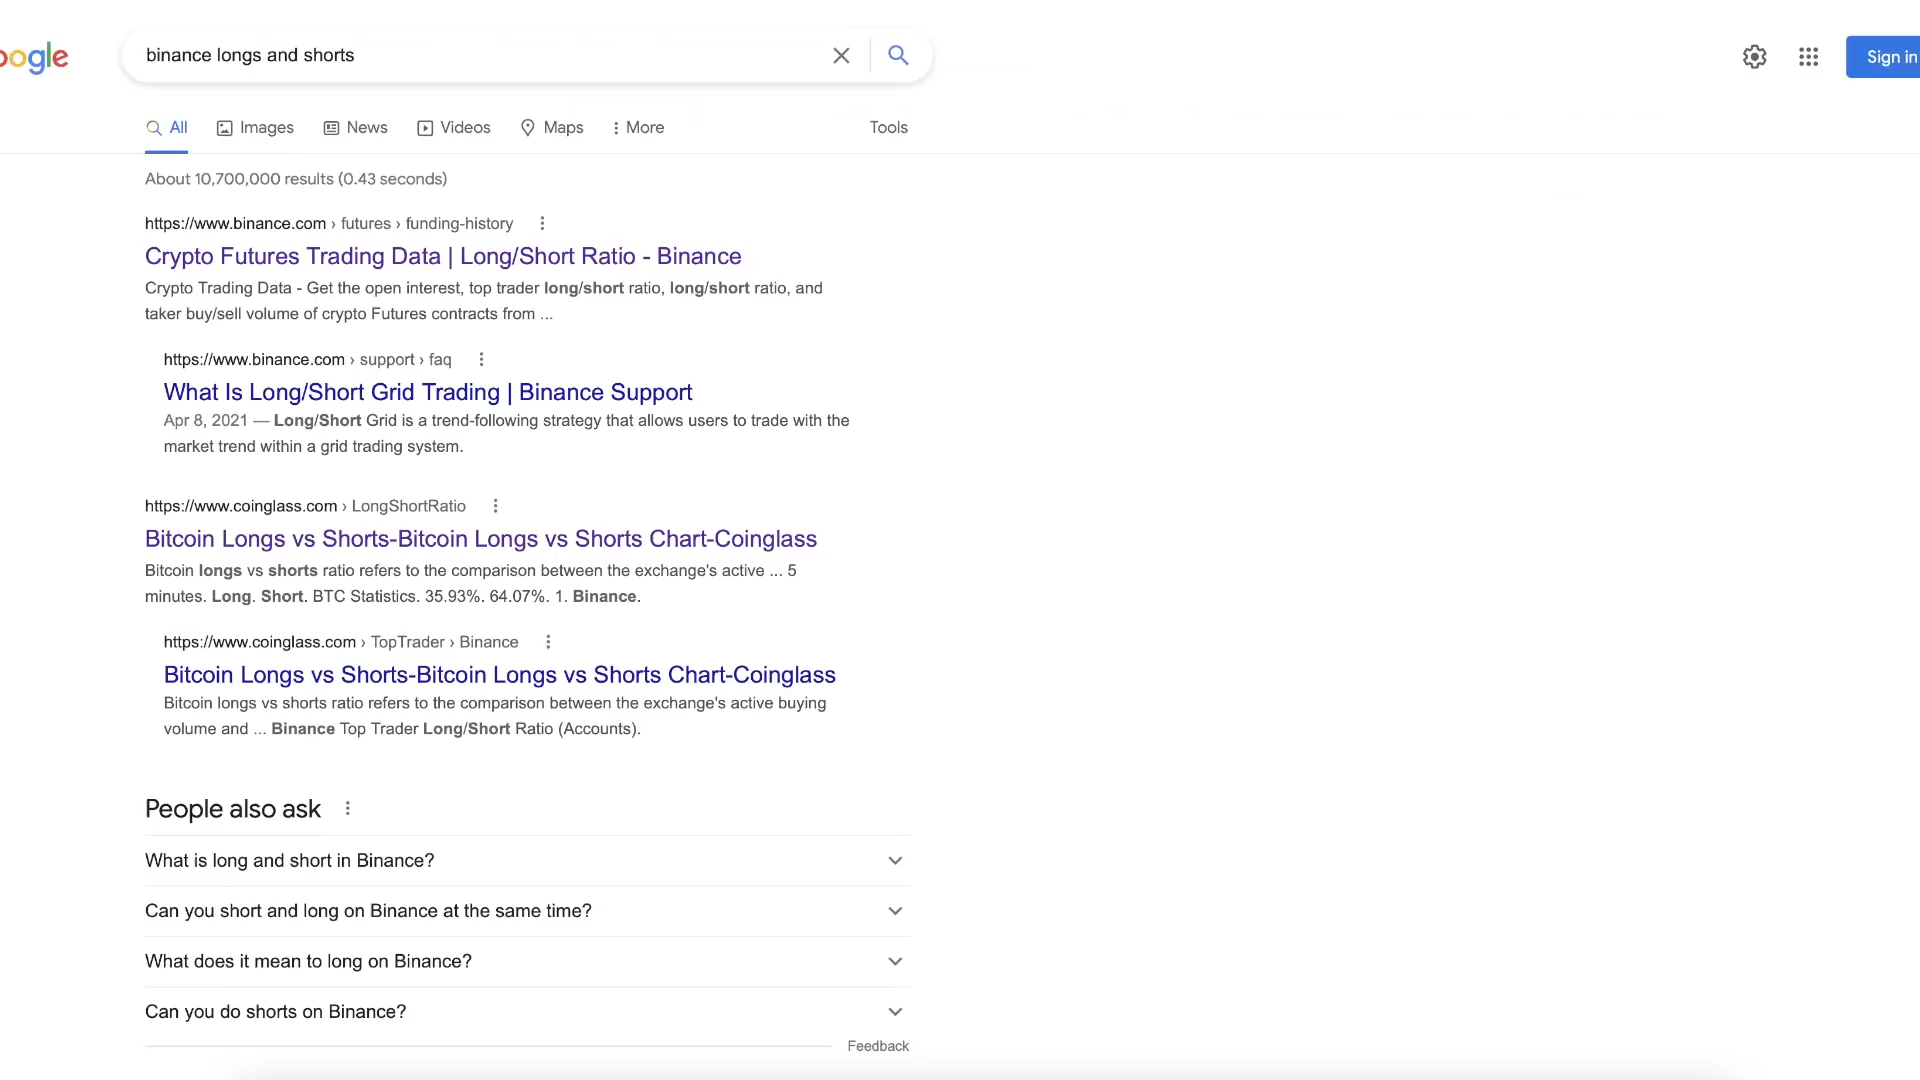 oogle
binance longs and shorts
Sign in
All Images News Videos Maps More Tools
About 10,700,000 results (0.43 seconds)
https://www.binance.com › futures › funding-history
Crypto Futures Trading Data | Long/Short Ratio - Binance
Crypto Trading Data - Get the open interest, top trader long/short ratio, long/short ratio, and
taker buy/sell volume of crypto Futures contracts from ...
https://www.binance.com › support › faq
What Is Long/Short Grid Trading | Binance Support
Apr 8, 2021 — Long/Short Grid is a trend-following strategy that allows users to trade with the
market trend within a grid trading system.
https://www.coinglass.com › LongShortRatio
Bitcoin Longs vs Shorts-Bitcoin Longs vs Shorts Chart-Coinglass
Bitcoin longs vs shorts ratio refers to the comparison between the exchange's active ... 5
minutes. Long. Short. BTC Statistics. 35.93%. 64.07%. 1. Binance.
https://www.coinglass.com › TopTrader › Binance
Bitcoin Longs vs Shorts-Bitcoin Longs vs Shorts Chart-Coinglass
Bitcoin longs vs shorts ratio refers to the comparison between the exchange's active buying
volume and ... Binance Top Trader Long/Short Ratio (Accounts).
People also ask
What is long and short in Binance?
Can you short and long on Binance at the same time?
What does it mean to long on Binance?
Can you do shorts on Binance?
Feedback